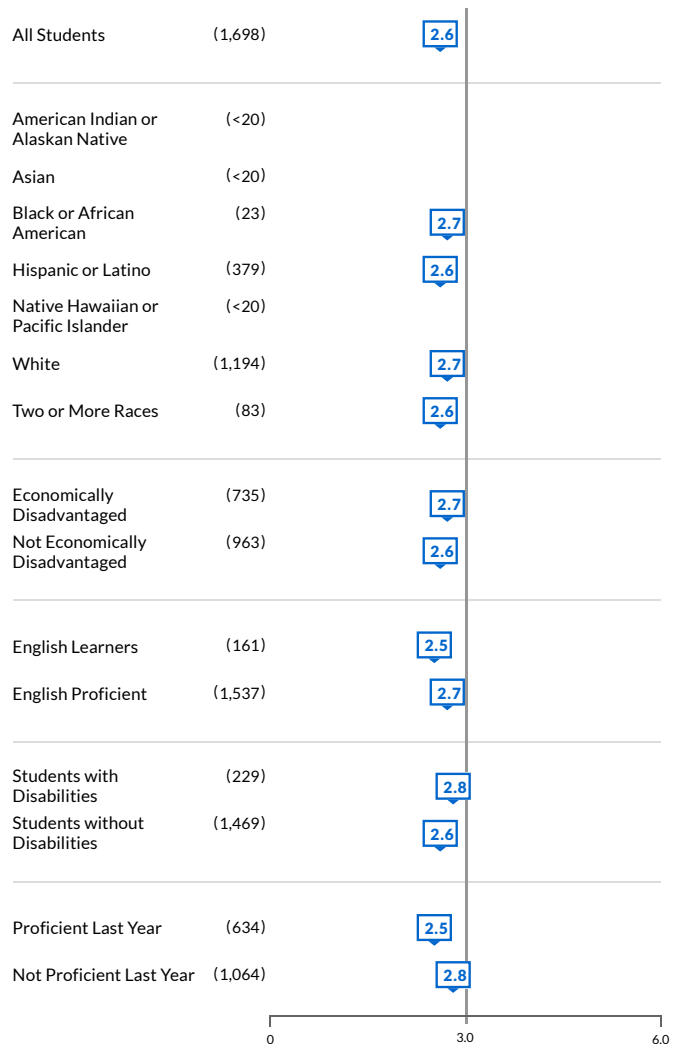 All Students (1,698) 2.6
American Indian or
Alaskan Native (<20)
Asian (<20)
Black or African
American (23) 2.7
Hispanic or Latino (379) 2.6
Native Hawaiian or
Pacific Islander (<20)
White (1,194) 2.7
Two or More Races (83) 2.6
Economically
Disadvantaged (735) 2.7
Not Economically
Disadvantaged (963) 2.6
English Learners (161) 2.5
English Proficient (1,537) 2.7
Students with
Disabilities (229) 2.8
Students without
Disabilities (1,469) 2.6
Proficient Last Year (634) 2.5
Not Proficient Last Year (1,064) 2.8
0 3.0 6.0